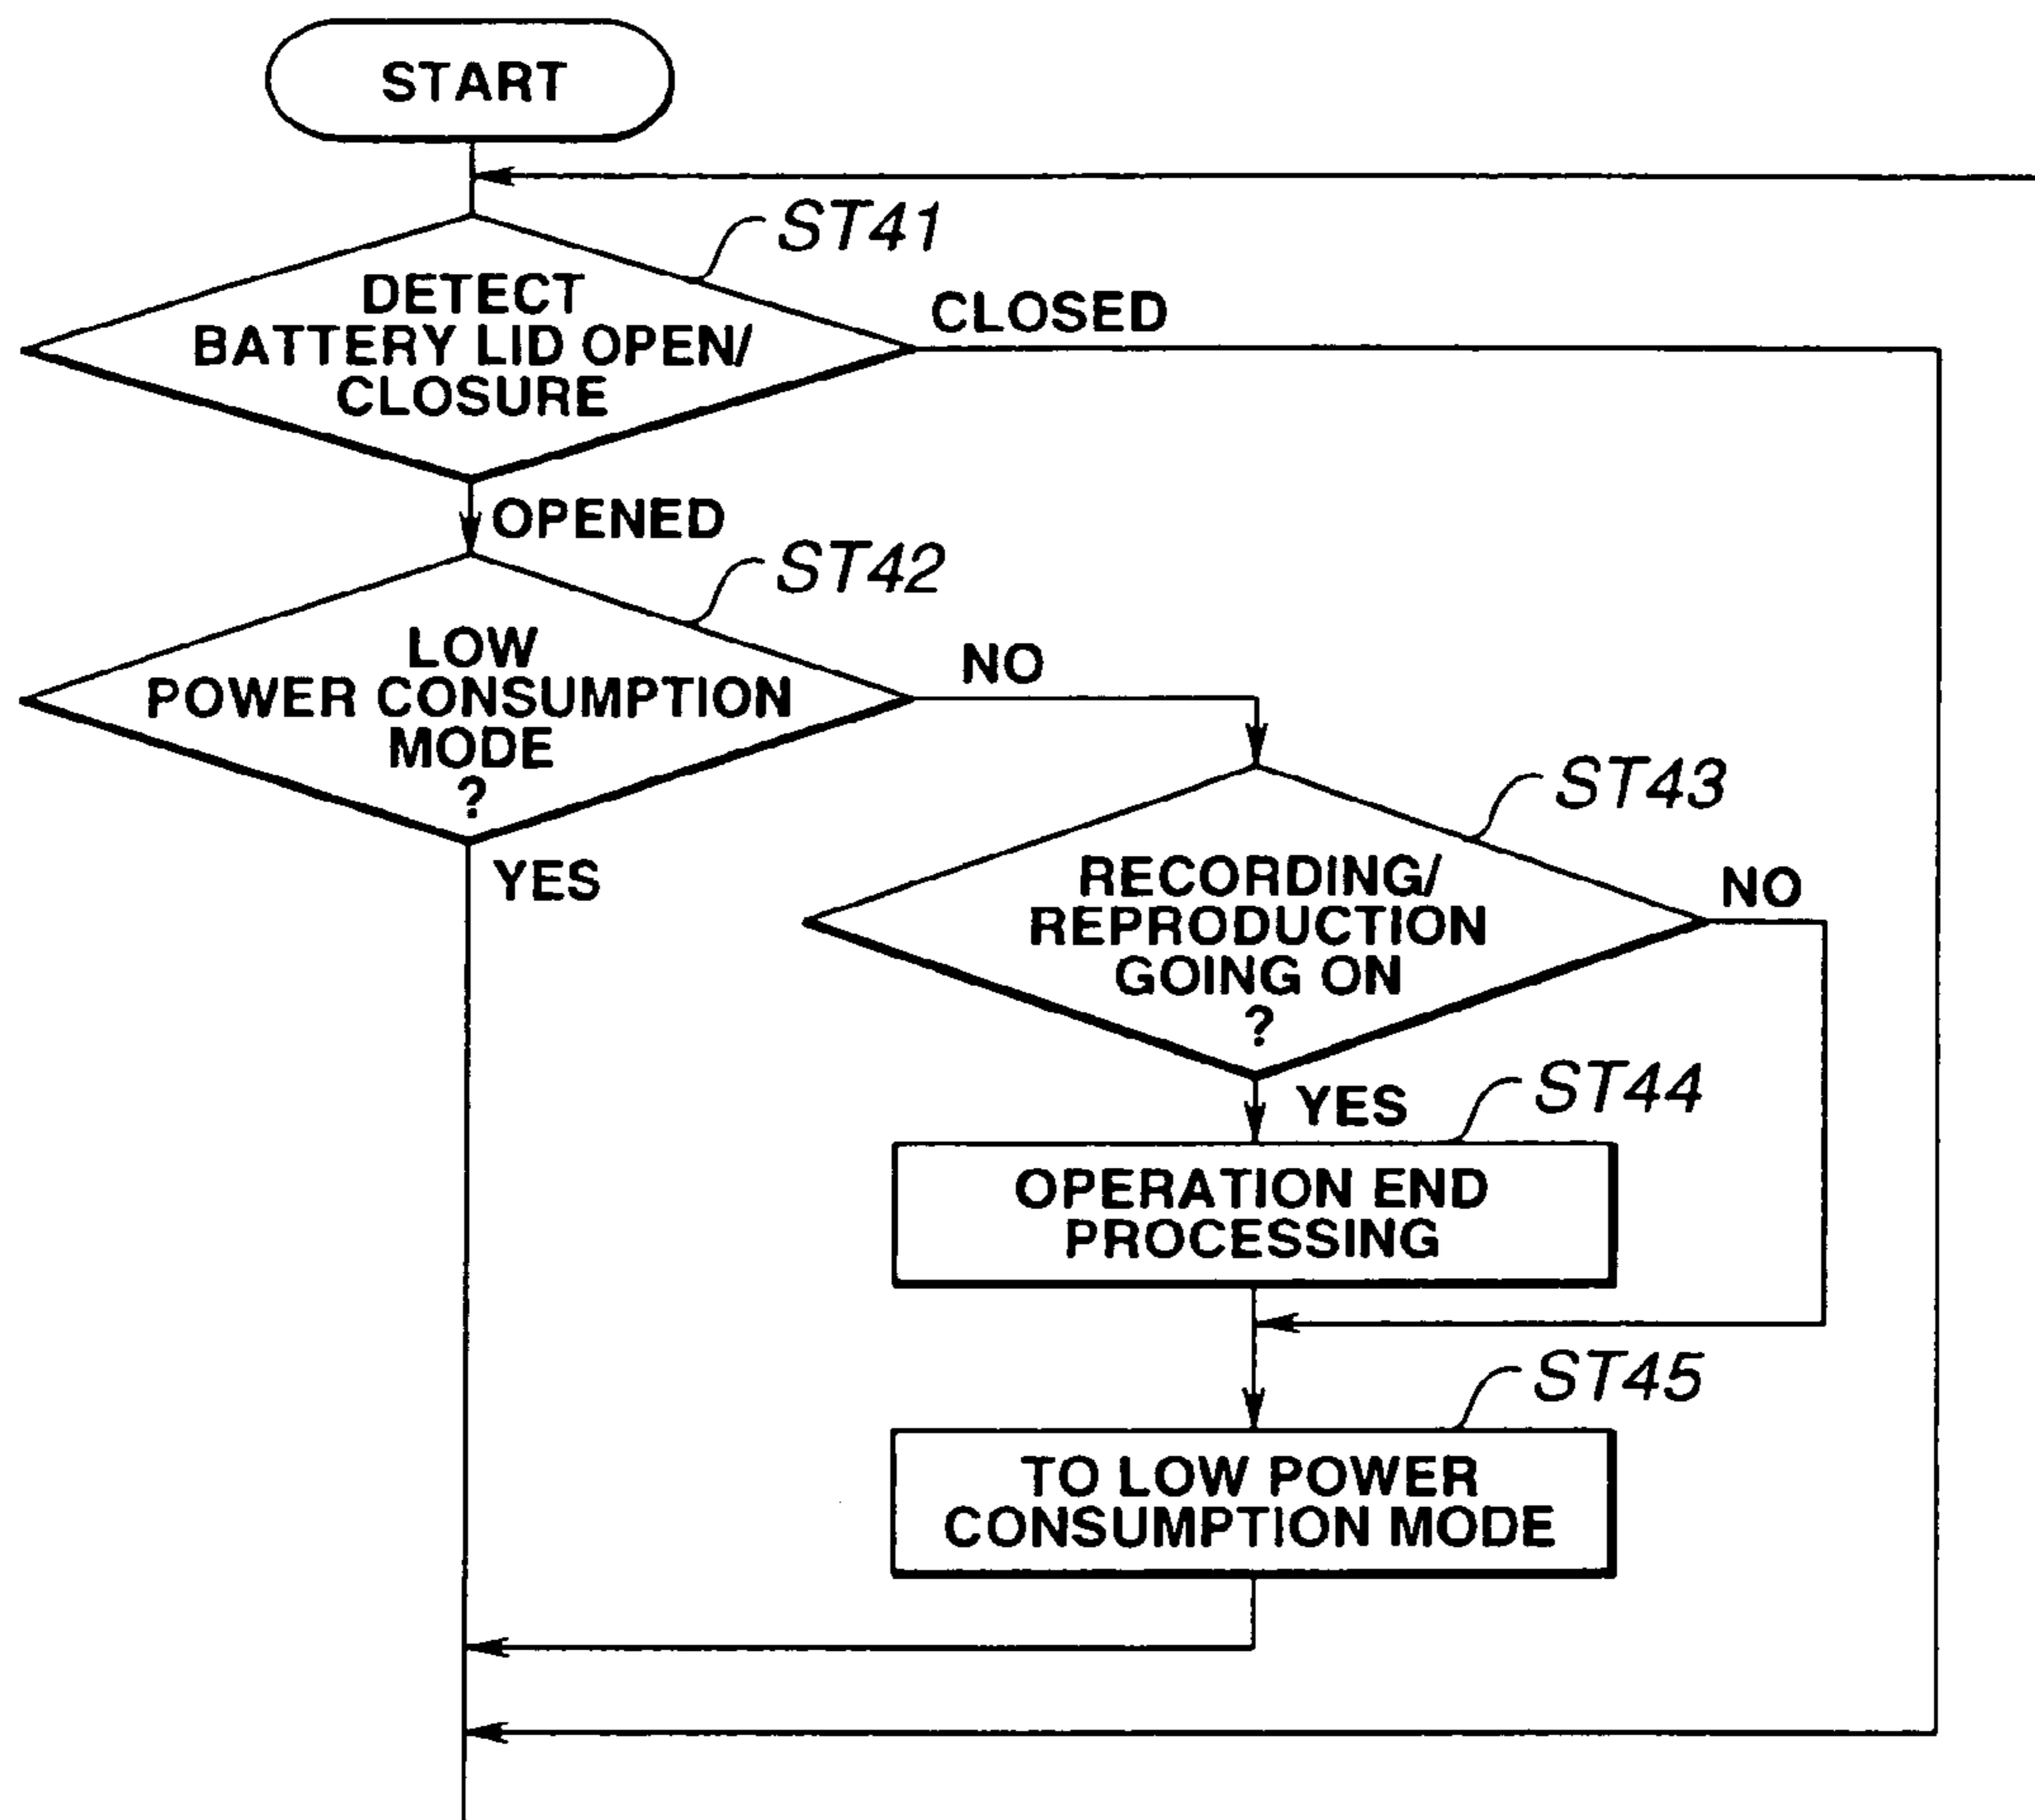 START
ST41
DETECT
BATTERY LID OPEN/
CLOSURE
CLOSED
OPENED
ST42
LOW
POWER CONSUMPTION
MODE
?
NO
YES
ST43
RECORDING/
REPRODUCTION
GOING ON
?
NO
YES
ST44
OPERATION END
PROCESSING
ST45
TO LOW POWER
CONSUMPTION MODE